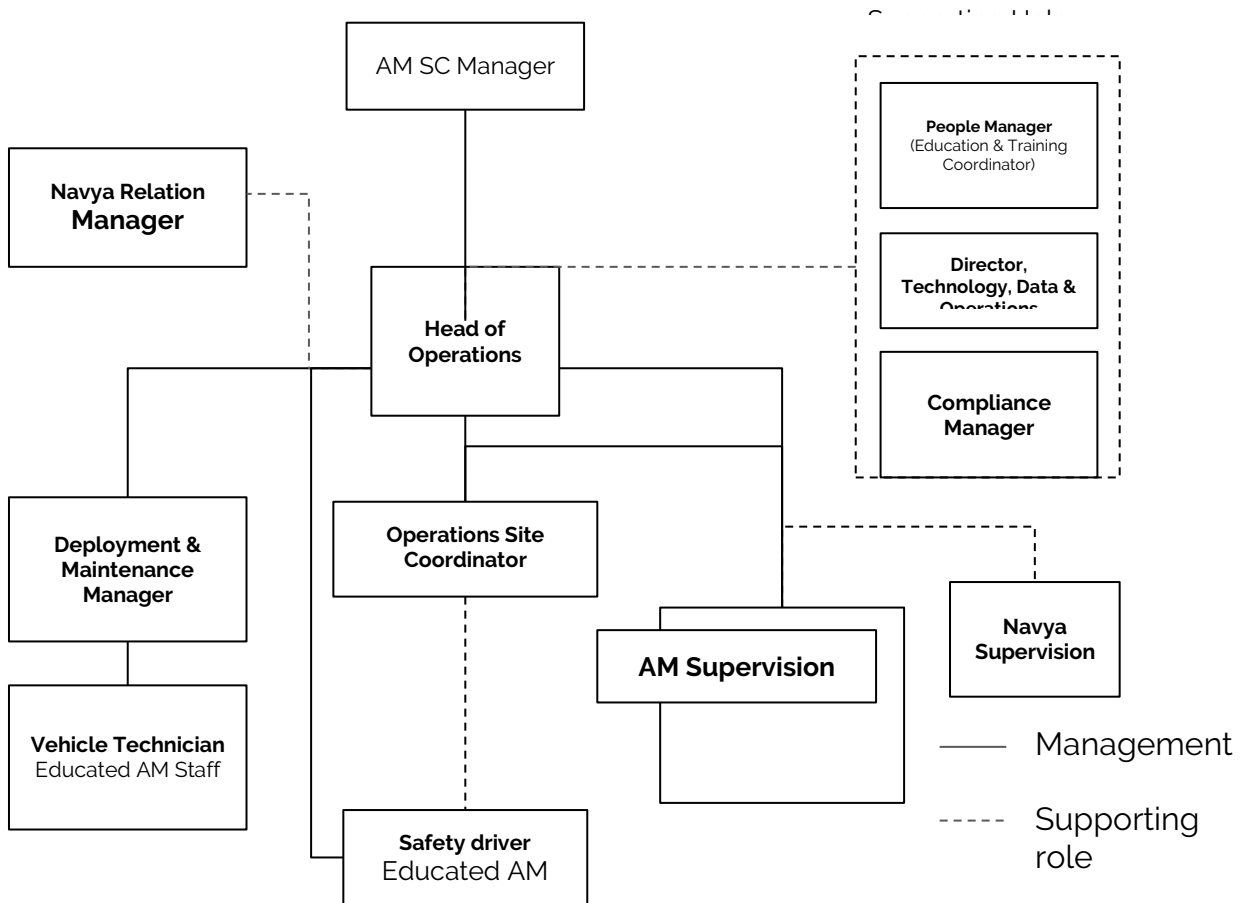 AM SC Manager
People Manager
(Education & Training
Coordinator)
Navya Relation
Manager
Director,
Technology, Data &
Operations
Head of
Operations
Compliance
Manager
Deployment &
Maintenance
Manager
Operations Site
Coordinator
Navya
Supervision
AM Supervision
Vehicle Technician
Educated AM Staff
Management
Safety driver
Educated AM
Supporting
role